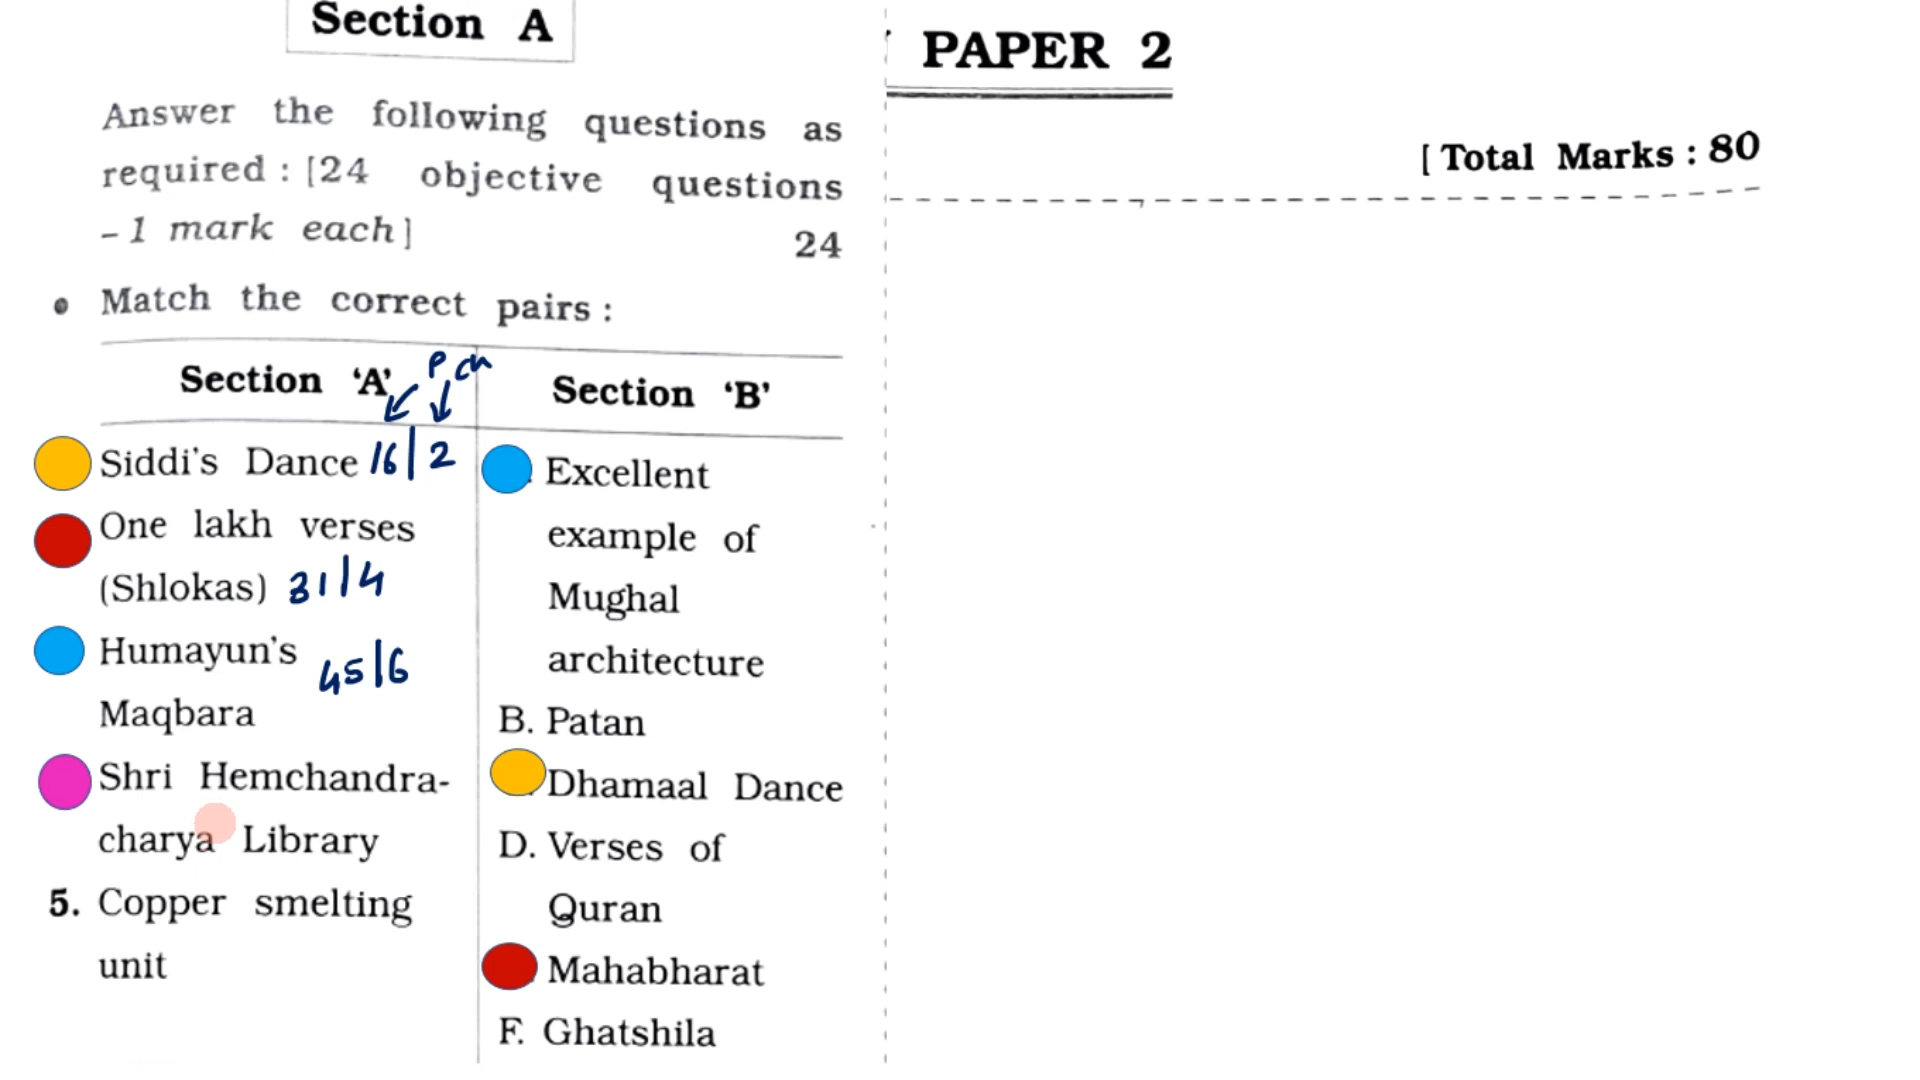 Section A
PAPER 2
[ Total Marks : 80
Answer the following questions as
required : [24 objective questions
– 1 mark each]
24
• Match the correct pairs :
Section ‘A’
P ch
Section ‘B’
Siddi's Dance 16|2
One lakh verses
(Shlokas) 31|4
Humayun's
45|6
Maqbara
Shri Hemchandra-
charya Library
5. Copper smelting
unit
Excellent
example of
Mughal
architecture
B. Patan
Dhamaal Dance
D. Verses of
Quran
Mahabharat
F. Ghatshila